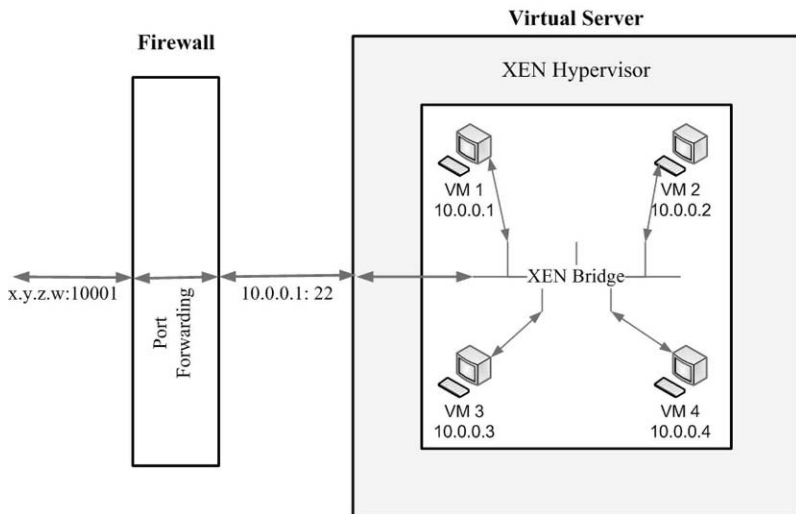 Virtual Server
Firewall
XEN Hypervisor
VM 1
10.0.0.1
VM 2
10.0.0.2
x.y.z.w:10001
Port
Forwarding
10.0.0.1: 22
XEN Bridge
VM 3
10.0.0.3
VM 4
10.0.0.4